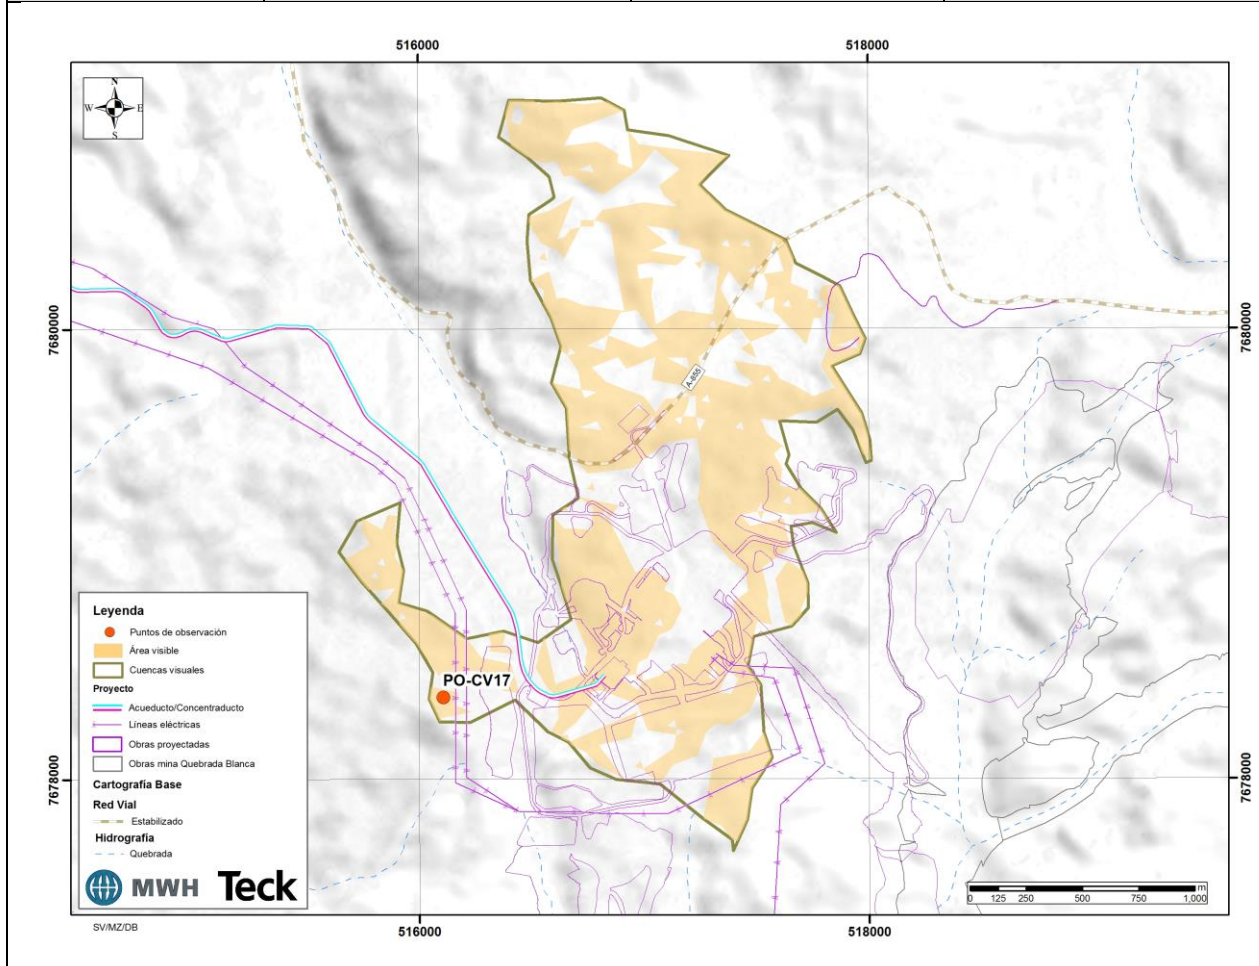 516000
518000
N
W E
S
7680000
7680000
A-855
PO-CV17
Leyenda
Puntos de observación
Área visible
Cuencas visuales
Proyecto
Acueducto/Concentraducto
Líneas eléctricas
Obras proyectadas
Obras mina Quebrada Blanca
Cartografía Base
Red Vial
Estabilizado
Hidrografía
Quebrada
7678000
7678000
MWH Teck
m
0 125 250 500 750 1,000
SV/MZ/DB
516000
518000